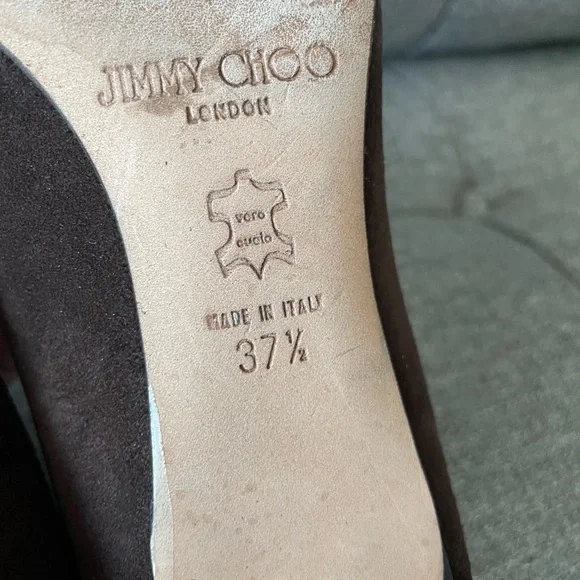 JIMMY CHOO
LONDON
vero
cuoio
MADE IN ITALY
37½